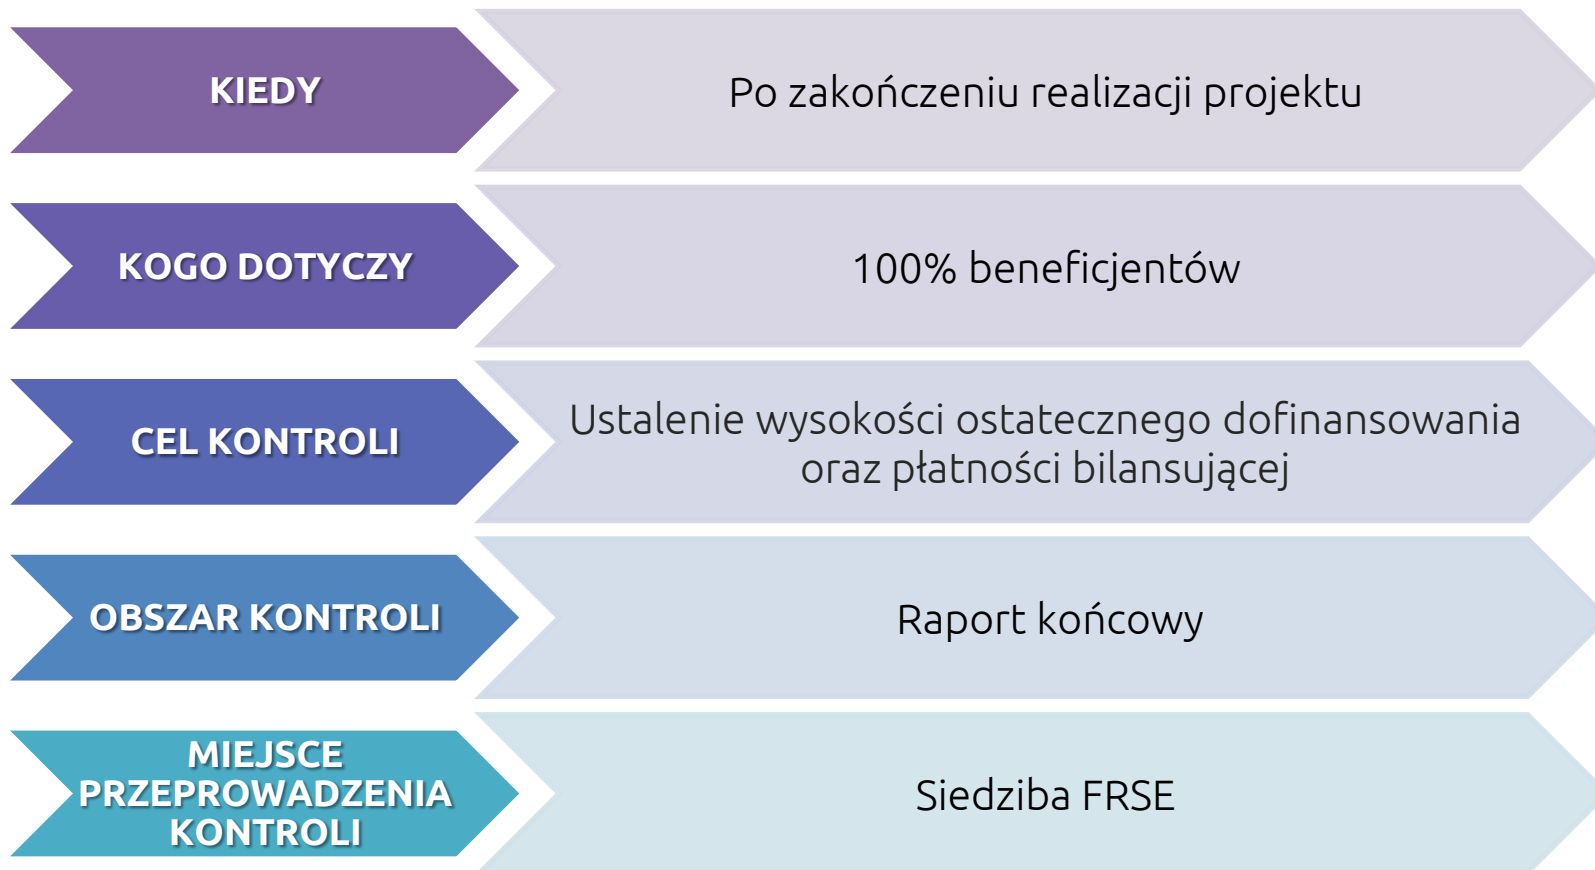 KIEDY
Po zakończeniu realizacji projektu
KOGO DOTYCZY
100% beneficjentów
CEL KONTROLI
Ustalenie wysokości ostatecznego dofinansowania
oraz płatności bilansującej
OBSZAR KONTROLI
Raport końcowy
MIEJSCE
PRZEPROWADZENIA
KONTROLI
Siedziba FRSE